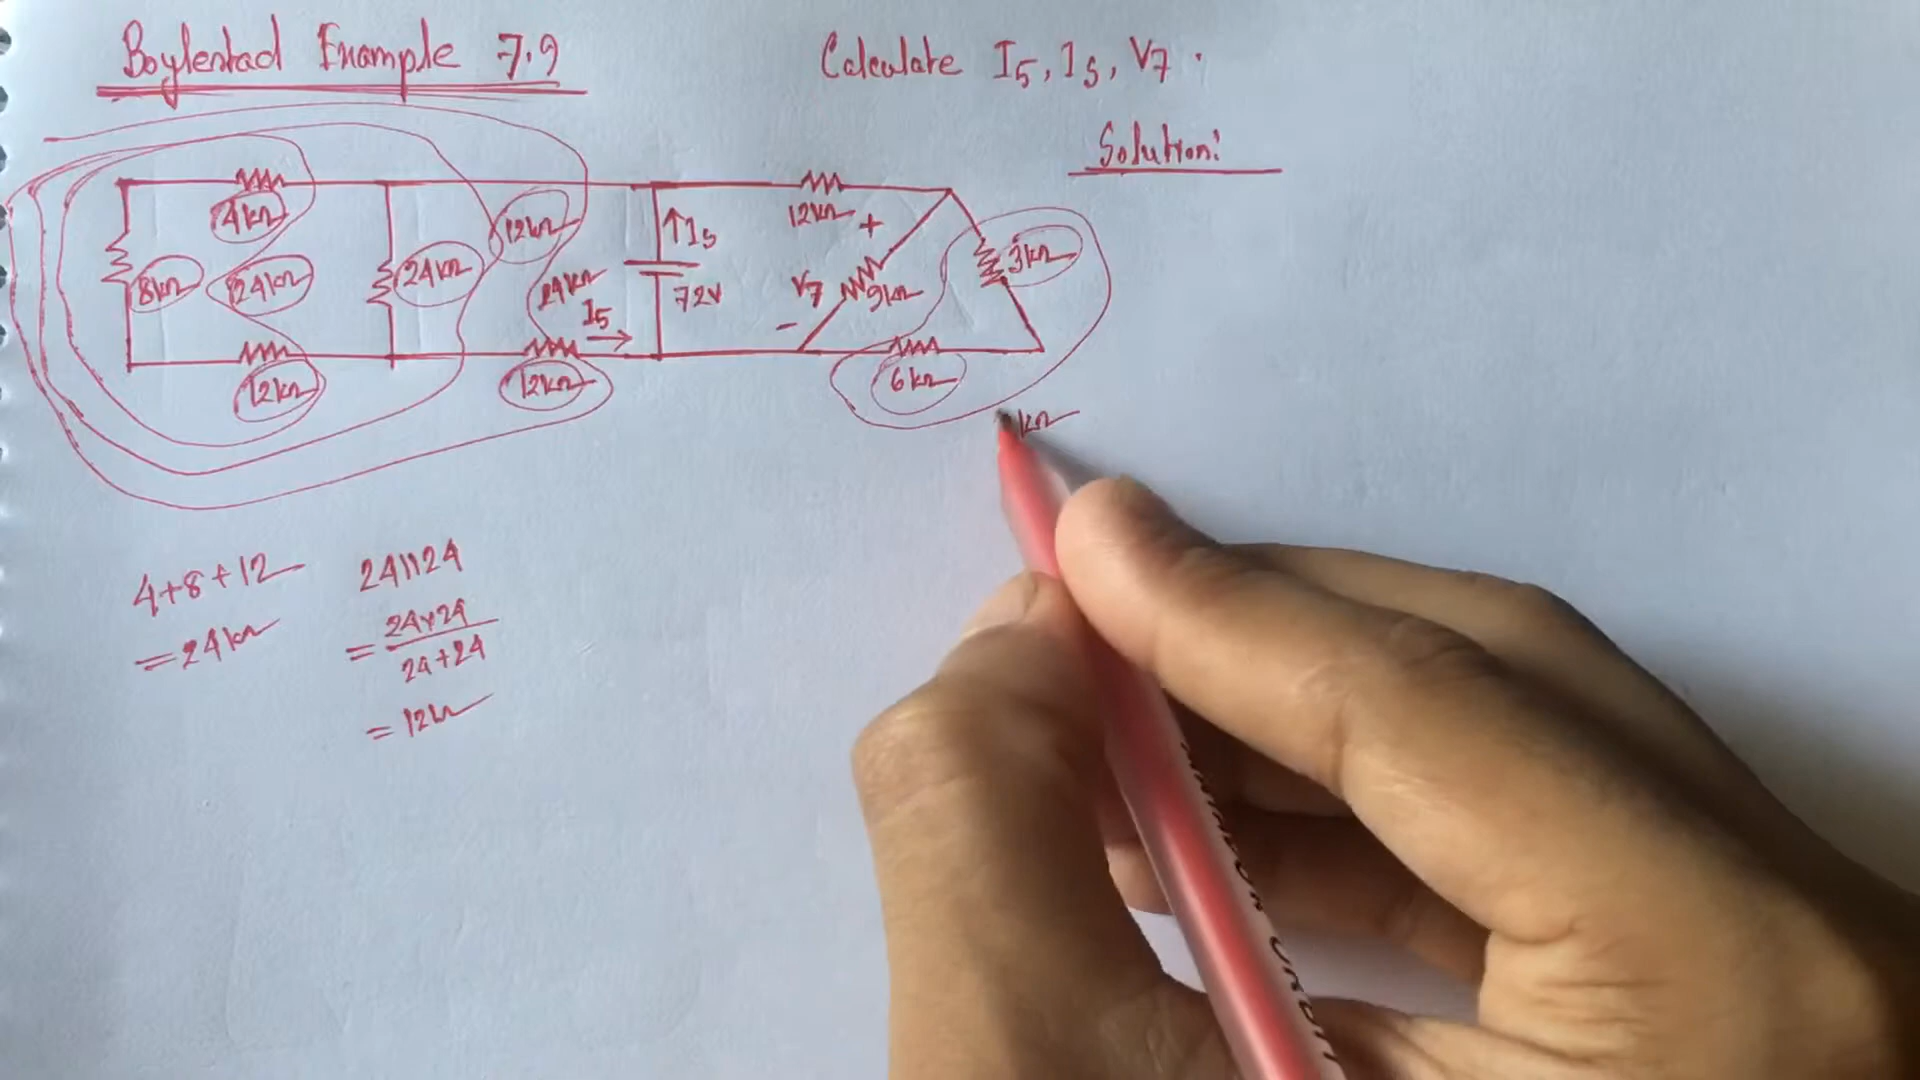 Boylestad Example 7.9
Calculate I5, Is, V7.
Solution:
4kΩ
8kΩ
24kΩ
24kΩ
12kΩ
12kΩ
24kΩ
I5
12kΩ
↑Is
72V
12kΩ
+
V7
9kΩ
-
3kΩ
6kΩ
kΩ
4+8+12
=24kΩ
24||24
= 24×24
24+24
= 12kΩ